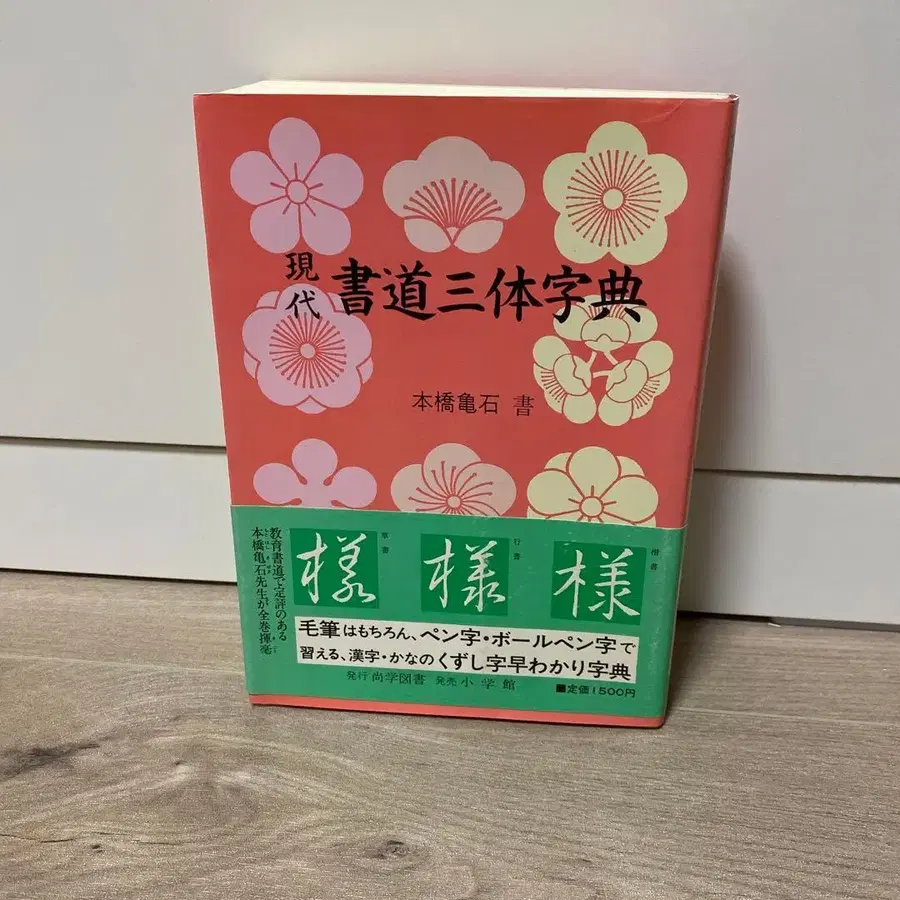 現代 書道三体字典
本橋亀石 書
教育書道で定評のある
本橋亀石先生が全巻揮毫
草書
様
行書
様
楷書
様
毛筆はもちろん、ペン字・ボールペン字で
習える、漢字・かなのくずし字早わかり字典
発行 尚学図書 発売 小学館
■定価1500円